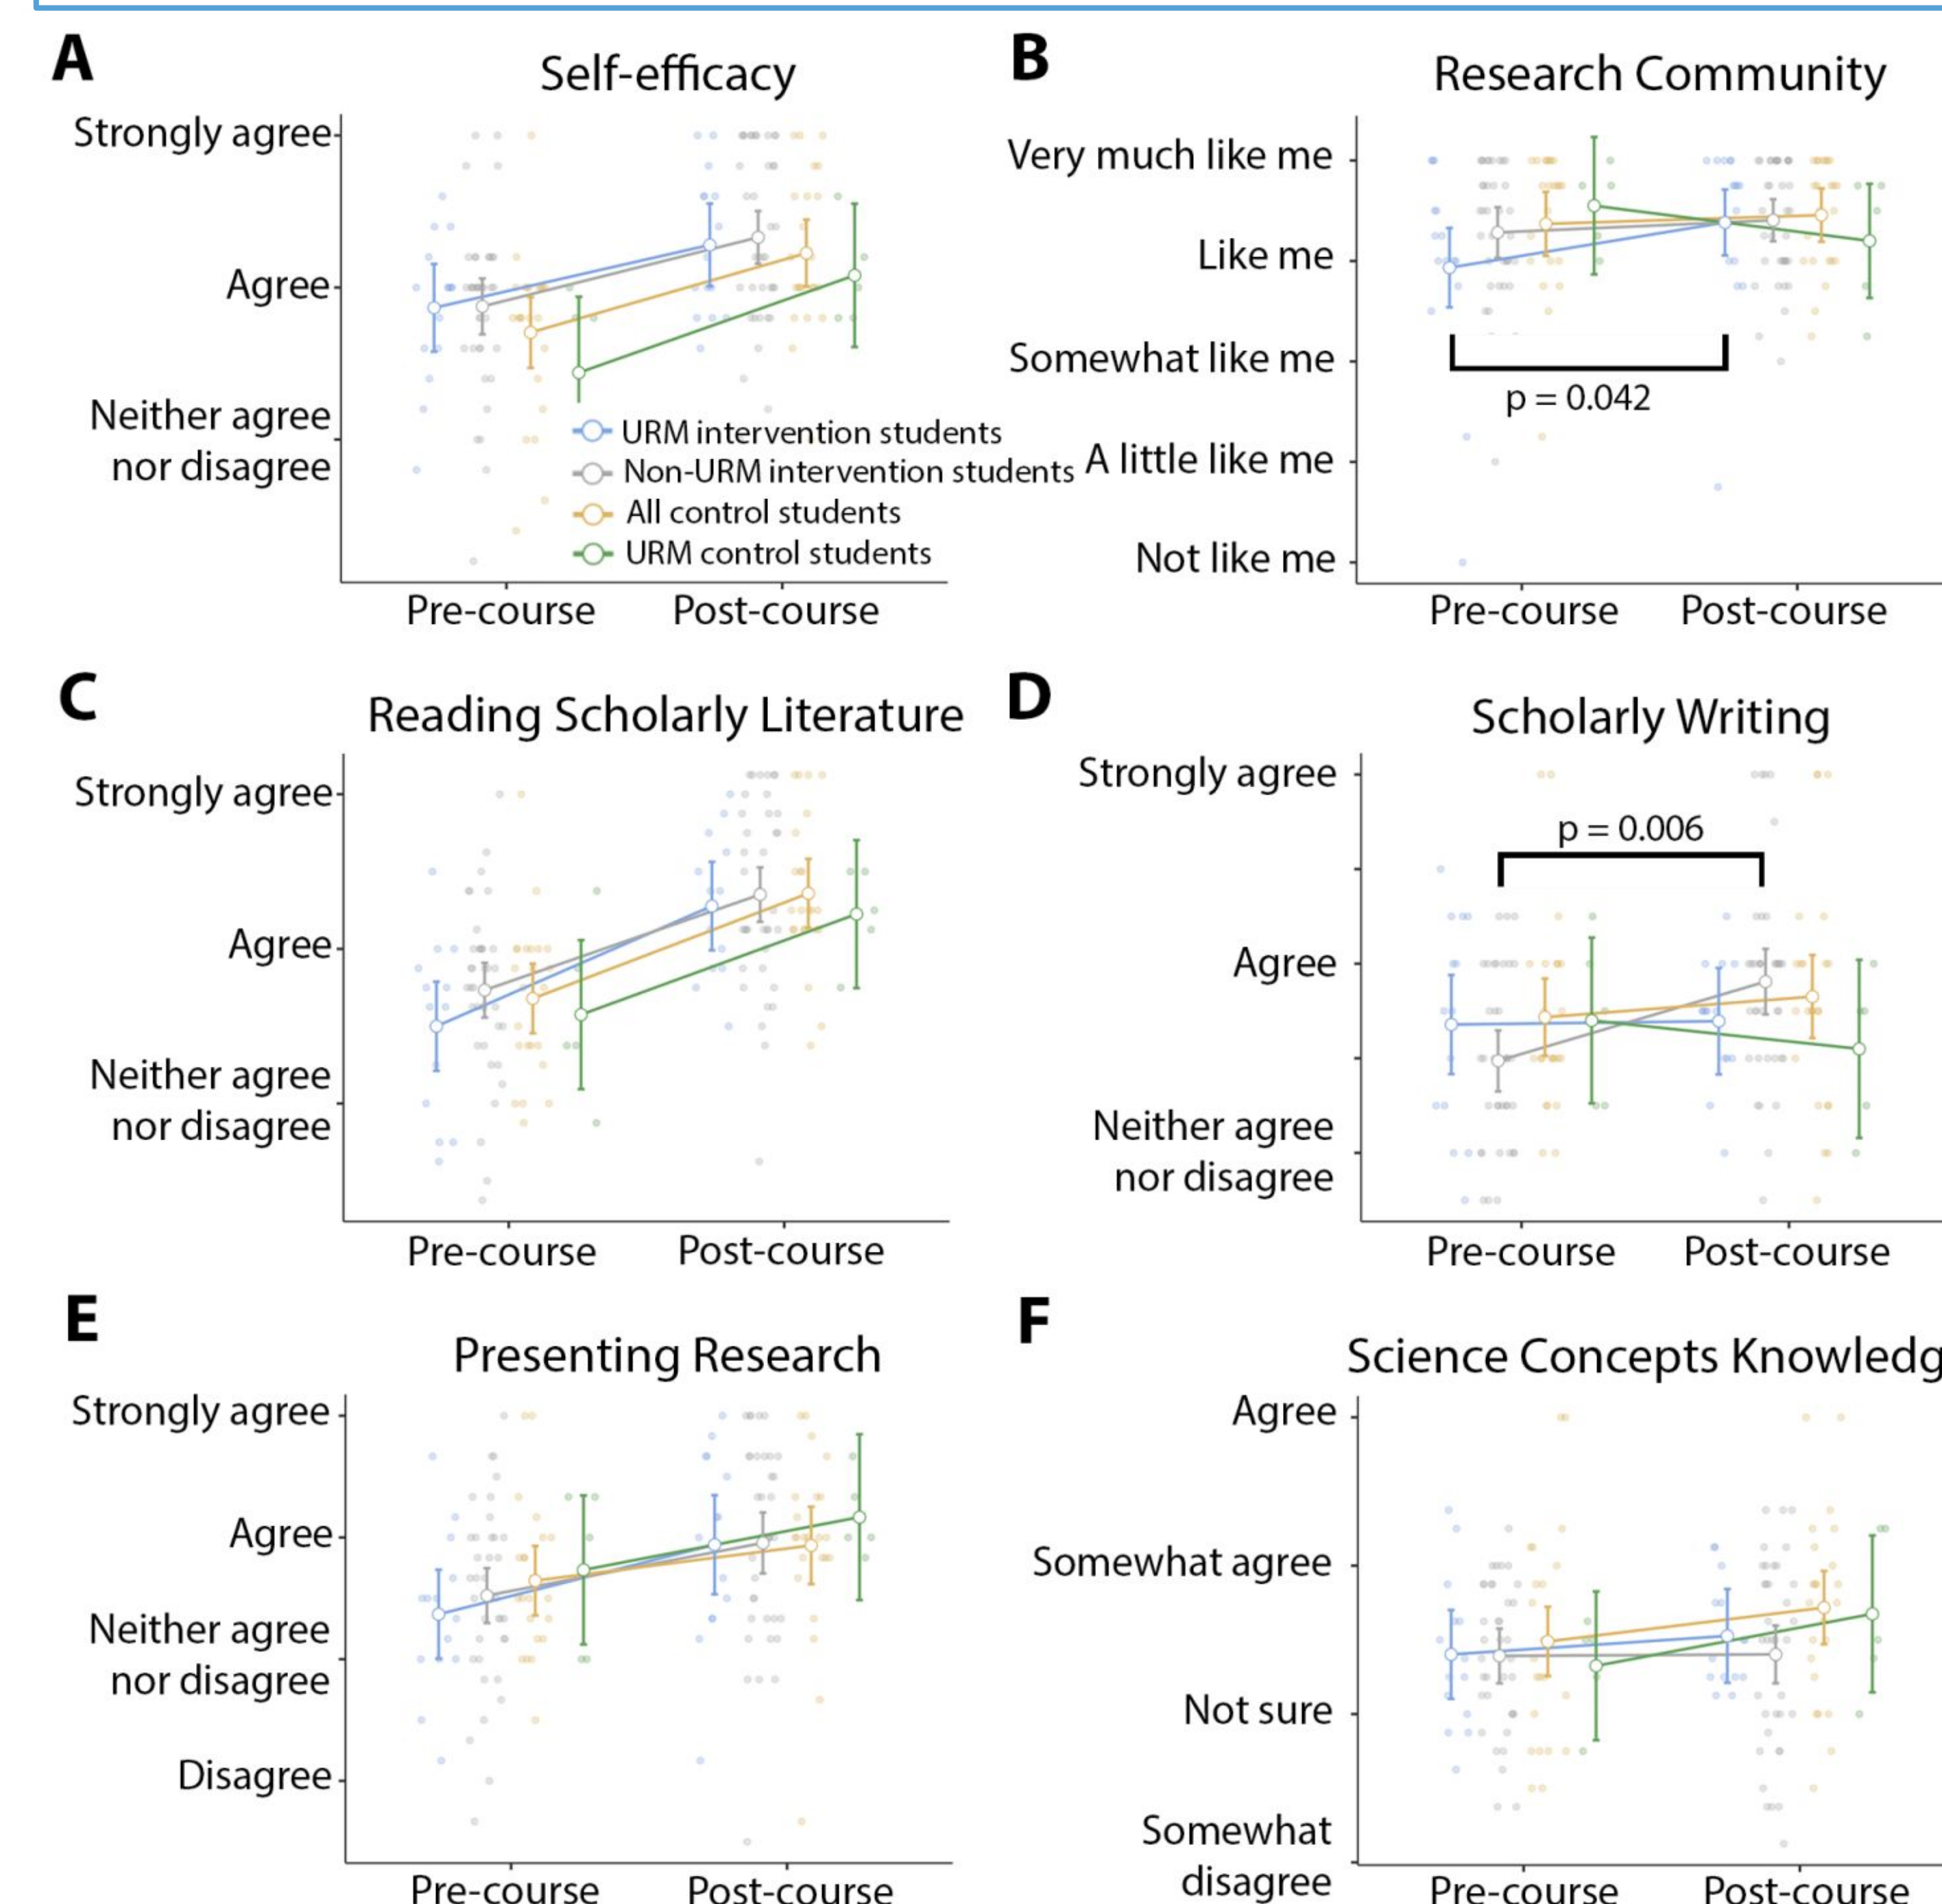 A
Self-efficacy
Strongly agree
Agree
Neither agree
nor disagree
URM intervention students
Non-URM intervention students
All control students
URM control students
Pre-course
Post-course
B
Research Community
Very much like me
Like me
Somewhat like me
p = 0.042
A little like me
Not like me
Pre-course
Post-course
C
Reading Scholarly Literature
Strongly agree
Agree
Neither agree
nor disagree
Pre-course
Post-course
D
Scholarly Writing
Strongly agree
p = 0.006
Agree
Neither agree
nor disagree
Pre-course
Post-course
E
Presenting Research
Strongly agree
Agree
Neither agree
nor disagree
Disagree
Pre-course
Post-course
F
Science Concepts Knowledg
Agree
Somewhat agree
Not sure
Somewhat
disagree
Pre-course
Post-course